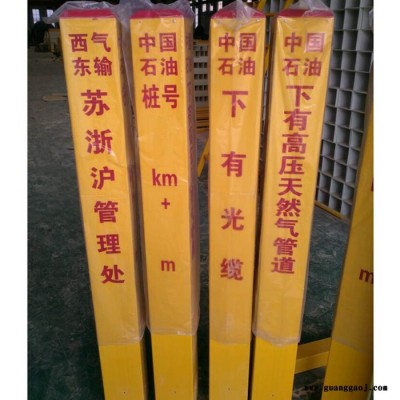 西气
东输
苏浙沪管理处
中国
石油
桩号
km
+
m
中国
石油
下有光缆
中国
石油
下有高压天然气管道
m